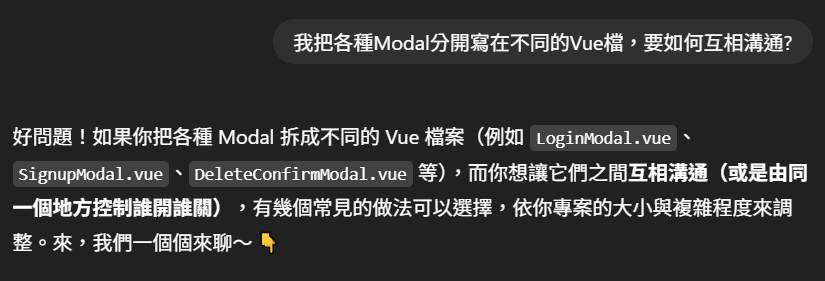 我把各種Modal分開寫在不同的Vue檔，要如何互相溝通?
好問題！如果你把各種 Modal 拆成不同的 Vue 檔案（例如 LoginModal.vue、
SignupModal.vue、DeleteConfirmModal.vue 等），而你想讓它們之間互相溝通（或是由同
一個地方控制誰開誰關），有幾個常見的做法可以選擇，依你專案的大小與複雜程度來調
整。來，我們一個個來聊～ 👇